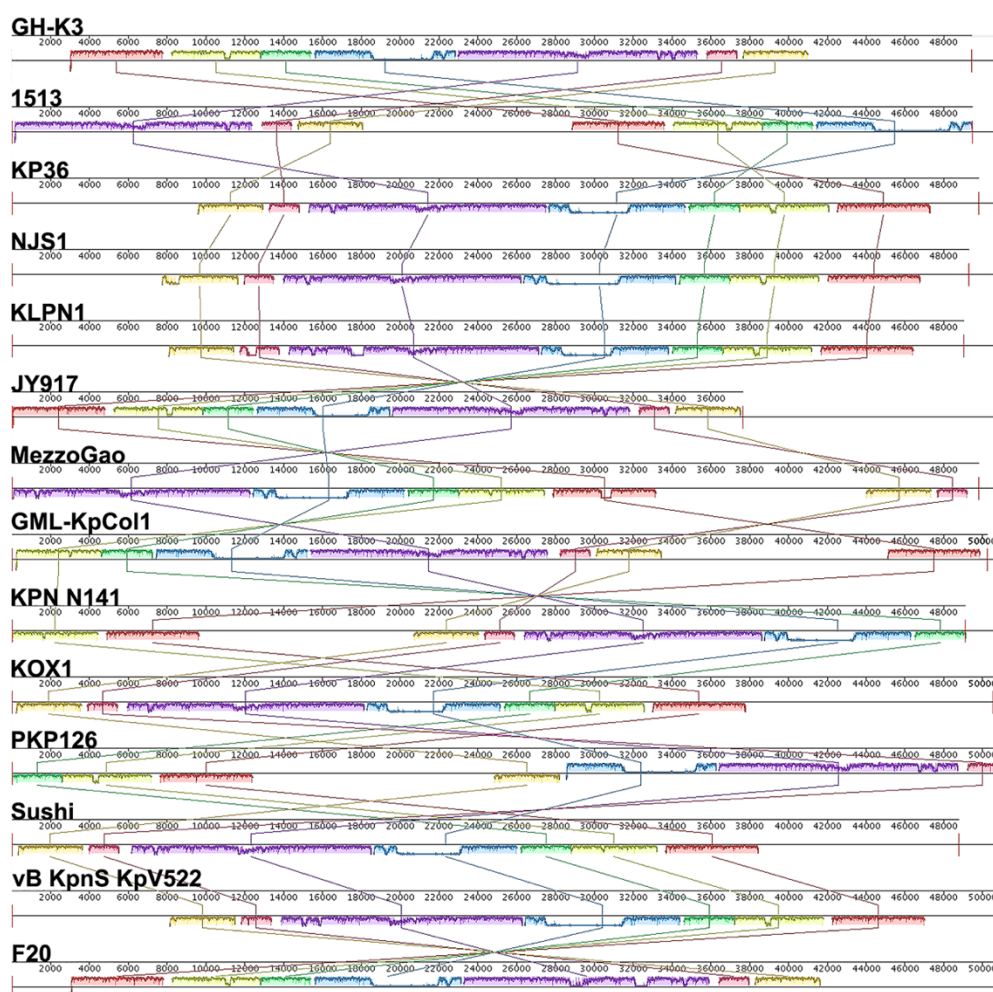 GH-K3
2000 4000 6000 8000 10000 12000 14000 16000 18000 20000 22000 24000 26000 28000 30000 32000 34000 36000 38000 40000 42000 44000 46000 48000
1513
2000 4000 6000 8000 10000 12000 14000 16000 18000 20000 22000 24000 26000 28000 30000 32000 34000 36000 38000 40000 42000 44000 46000 48000
KP36
2000 4000 6000 8000 10000 12000 14000 16000 18000 20000 22000 24000 26000 28000 30000 32000 34000 36000 38000 40000 42000 44000 46000 48000
NJS1
2000 4000 6000 8000 10000 12000 14000 16000 18000 20000 22000 24000 26000 28000 30000 32000 34000 36000 38000 40000 42000 44000 46000 48000
KLPN1
2000 4000 6000 8000 10000 12000 14000 16000 18000 20000 22000 24000 26000 28000 30000 32000 34000 36000 38000 40000 42000 44000 46000 48000
JY917
2000 4000 6000 8000 10000 12000 14000 16000 18000 20000 22000 24000 26000 28000 30000 32000 34000 36000
MezzoGao
2000 4000 6000 8000 10000 12000 14000 16000 18000 20000 22000 24000 26000 28000 30000 32000 34000 36000 38000 40000 42000 44000 46000 48000
GML-KpCol1
2000 4000 6000 8000 10000 12000 14000 16000 18000 20000 22000 24000 26000 28000 30000 32000 34000 36000 38000 40000 42000 44000 46000 48000 50000
KPN N141
2000 4000 6000 8000 10000 12000 14000 16000 18000 20000 22000 24000 26000 28000 30000 32000 34000 36000 38000 40000 42000 44000 46000 48000
KOX1
2000 4000 6000 8000 10000 12000 14000 16000 18000 20000 22000 24000 26000 28000 30000 32000 34000 36000 38000 40000 42000 44000 46000 48000 50000
PKP126
2000 4000 6000 8000 10000 12000 14000 16000 18000 20000 22000 24000 26000 28000 30000 32000 34000 36000 38000 40000 42000 44000 46000 48000 50000
Sushi
2000 4000 6000 8000 10000 12000 14000 16000 18000 20000 22000 24000 26000 28000 30000 32000 34000 36000 38000 40000 42000 44000 46000 48000
vB KpnS KpV522
2000 4000 6000 8000 10000 12000 14000 16000 18000 20000 22000 24000 26000 28000 30000 32000 34000 36000 38000 40000 42000 44000 46000 48000 50000
F20
2000 4000 6000 8000 10000 12000 14000 16000 18000 20000 22000 24000 26000 28000 30000 32000 34000 36000 38000 40000 42000 44000 46000 48000 50000